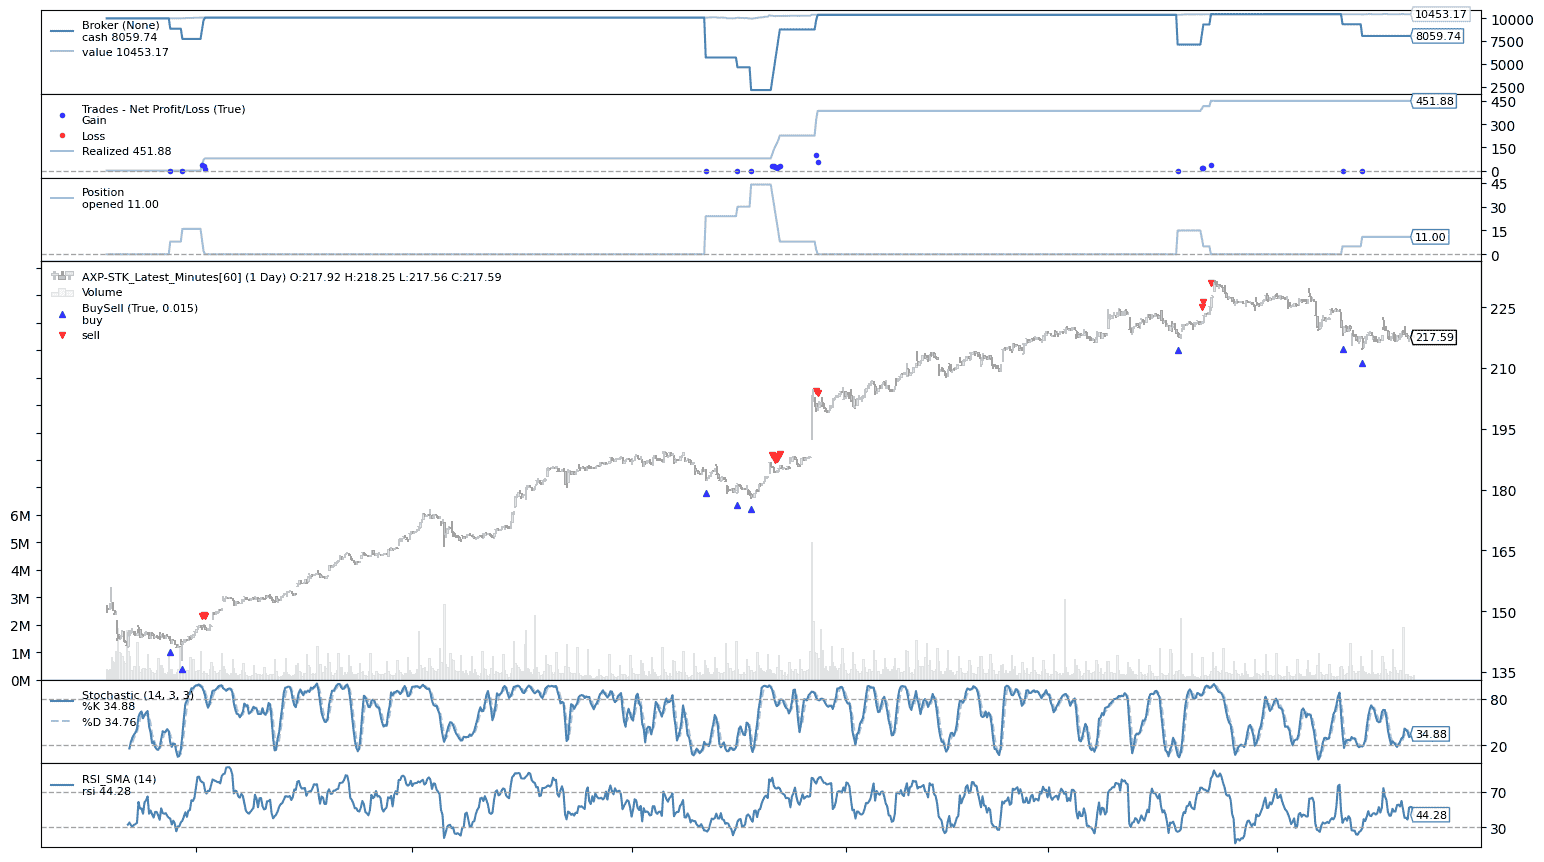 Broker (None)
cash 8059.74
value 10453.17
10453.17
10000
8059.74
7500
5000
2500
Trades - Net Profit/Loss (True)
Gain
Loss
Realized 451.88
451.88
450
300
150
0
Position
opened 11.00
45
30
15
11.00
0
AXP-STK_Latest_Minutes[60] (1 Day) O:217.92 H:218.25 L:217.56 C:217.59
Volume
BuySell (True, 0.015)
buy
sell
225
217.59
210
195
180
165
150
135
6M
5M
4M
3M
2M
1M
0M
Stochastic (14, 3, 3)
%K 34.88
%D 34.76
80
34.88
20
RSI_SMA (14)
rsi 44.28
70
44.28
30